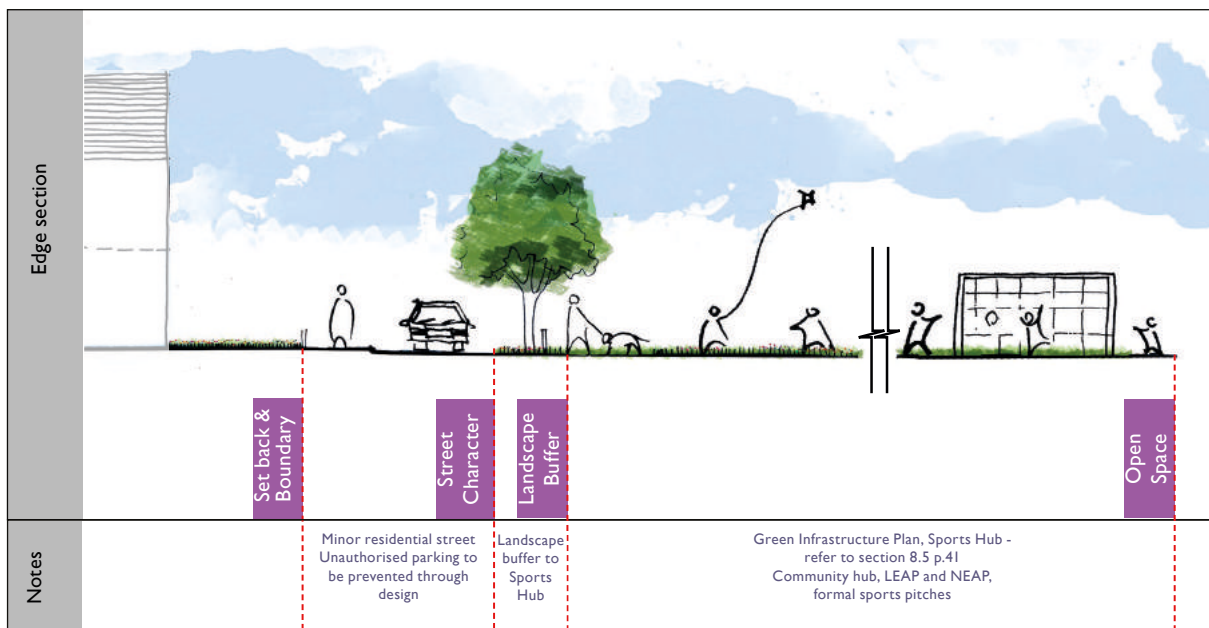 Edge section
Set back &
Boundary
Street
Character
Landscape
Buffer
Open
Space
Notes
Minor residential street
Unauthorised parking to
be prevented through
design
Landscape
buffer to
Sports
Hub
Green Infrastructure Plan, Sports Hub -
refer to section 8.5 p.41
Community hub, LEAP and NEAP,
formal sports pitches